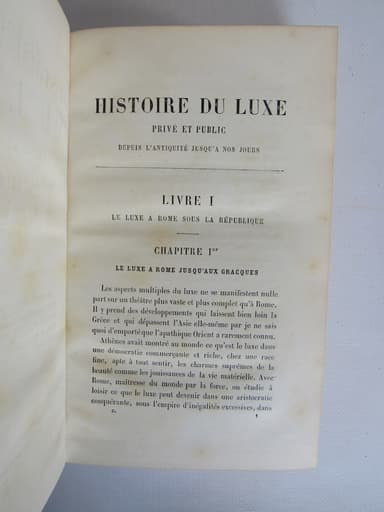 HISTOIRE DU LUXE
PRIVÉ ET PUBLIC
DEPUIS L'ANTIQUITÉ JUSQU'A NOS JOURS
LIVRE I
LE LUXE A ROME SOUS LA RÉPUBLIQUE
CHAPITRE Ier
LE LUXE A ROME JUSQU'AUX GRACQUES
Les aspects multiples du luxe ne se manifestent nulle
part sur un théâtre plus vaste et plus complet qu'à Rome.
Il y prend des développements qui laissent bien loin la
Grèce et qui dépassent l'Asie elle-même par je ne sais
quoi d'emporté que l'apathique Orient a rarement connu.
Athènes avait montré au monde ce qu'est le luxe dans
une démocratie commerçante et riche, chez une race
fine, apte à tout sentir, les charmes suprêmes de la
beauté comme les jouissances de la vie matérielle. Avec
Rome, maîtresse du monde par la force, on étudie à
loisir ce que le luxe peut devenir dans une aristocratie
conquérante, sous l'empire d'inégalités excessives, dans
1